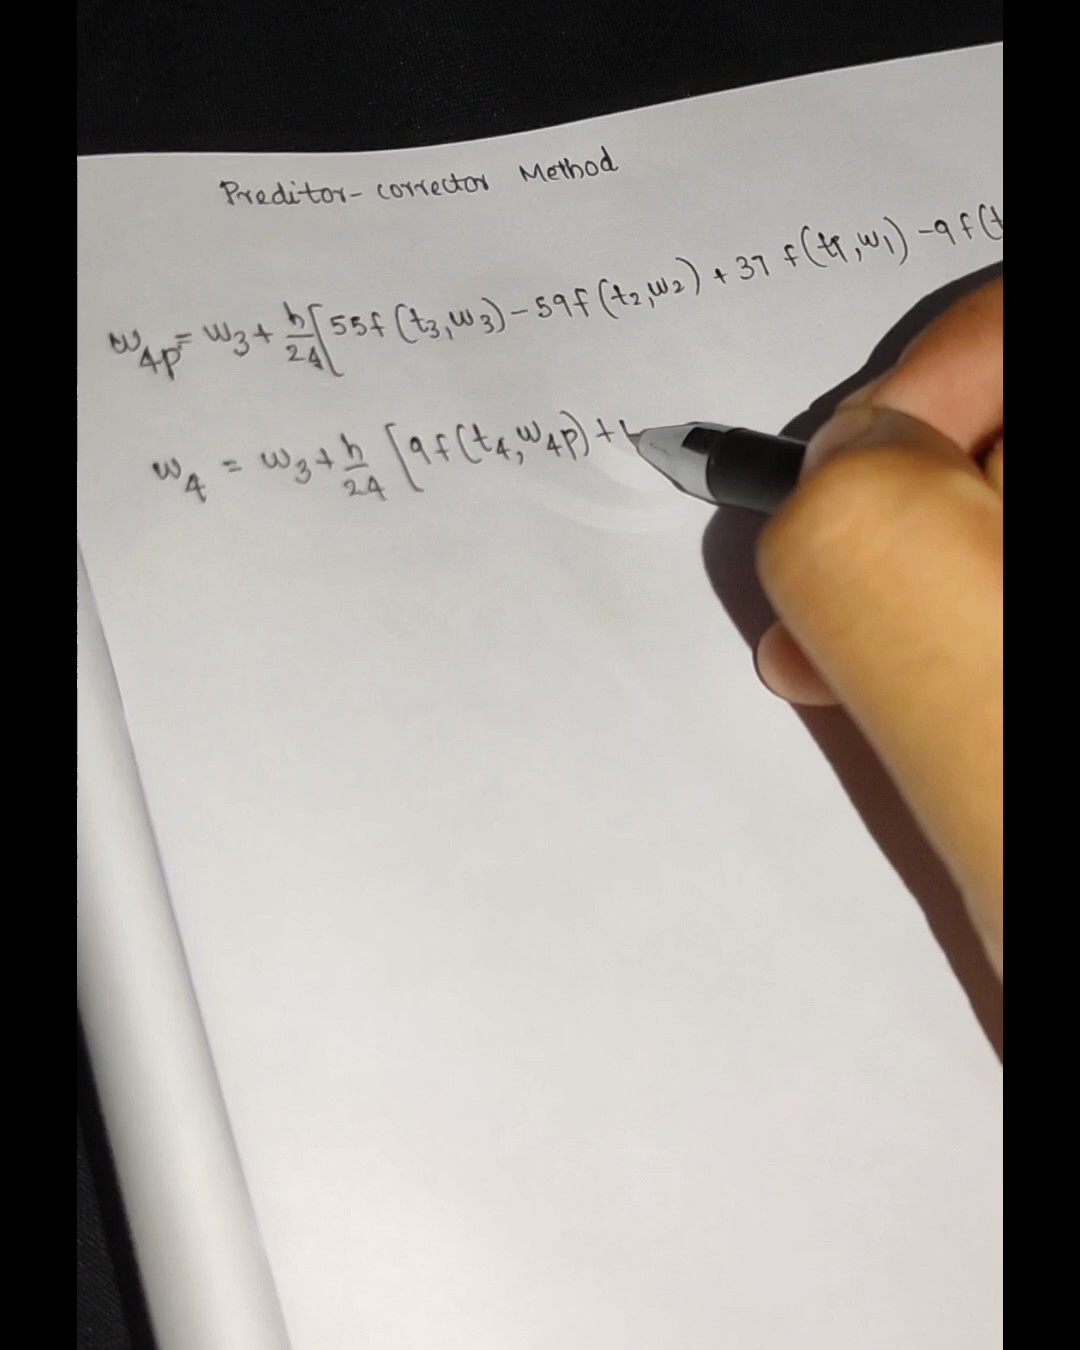 Preditor-corrector Method
w4p = w3 + h/24 [55f(t3,w3) - 59f(t2,w2) + 37 f(t1,w1) - 9f(t
w4 = w3 + h/24 [9f(t4,w4p) +